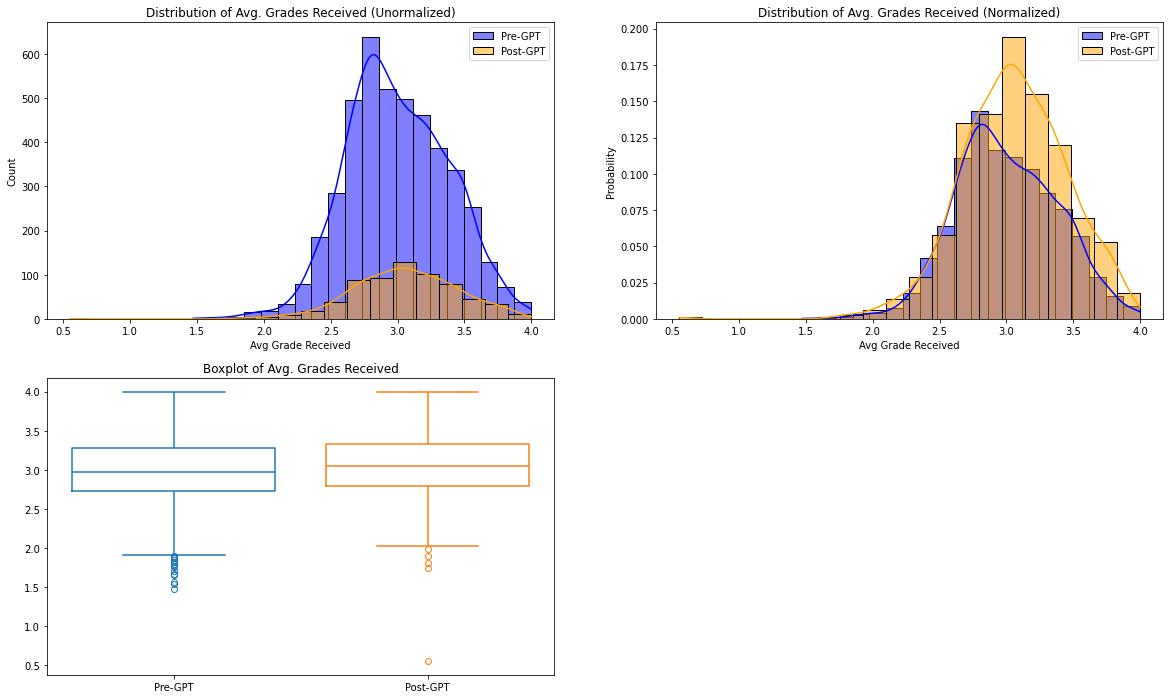 Distribution of Avg. Grades Received (Unormalized)
Pre-GPT
Post-GPT
600
500
400
300
200
100
0
Count
0.5 1.0 1.5 2.0 2.5 3.0 3.5 4.0
Avg Grade Received
Distribution of Avg. Grades Received (Normalized)
Pre-GPT
Post-GPT
0.200
0.175
0.150
0.125
0.100
0.075
0.050
0.025
0.000
Probability
0.5 1.0 1.5 2.0 2.5 3.0 3.5 4.0
Avg Grade Received
Boxplot of Avg. Grades Received
4.0
3.5
3.0
2.5
2.0
1.5
1.0
0.5
Pre-GPT Post-GPT